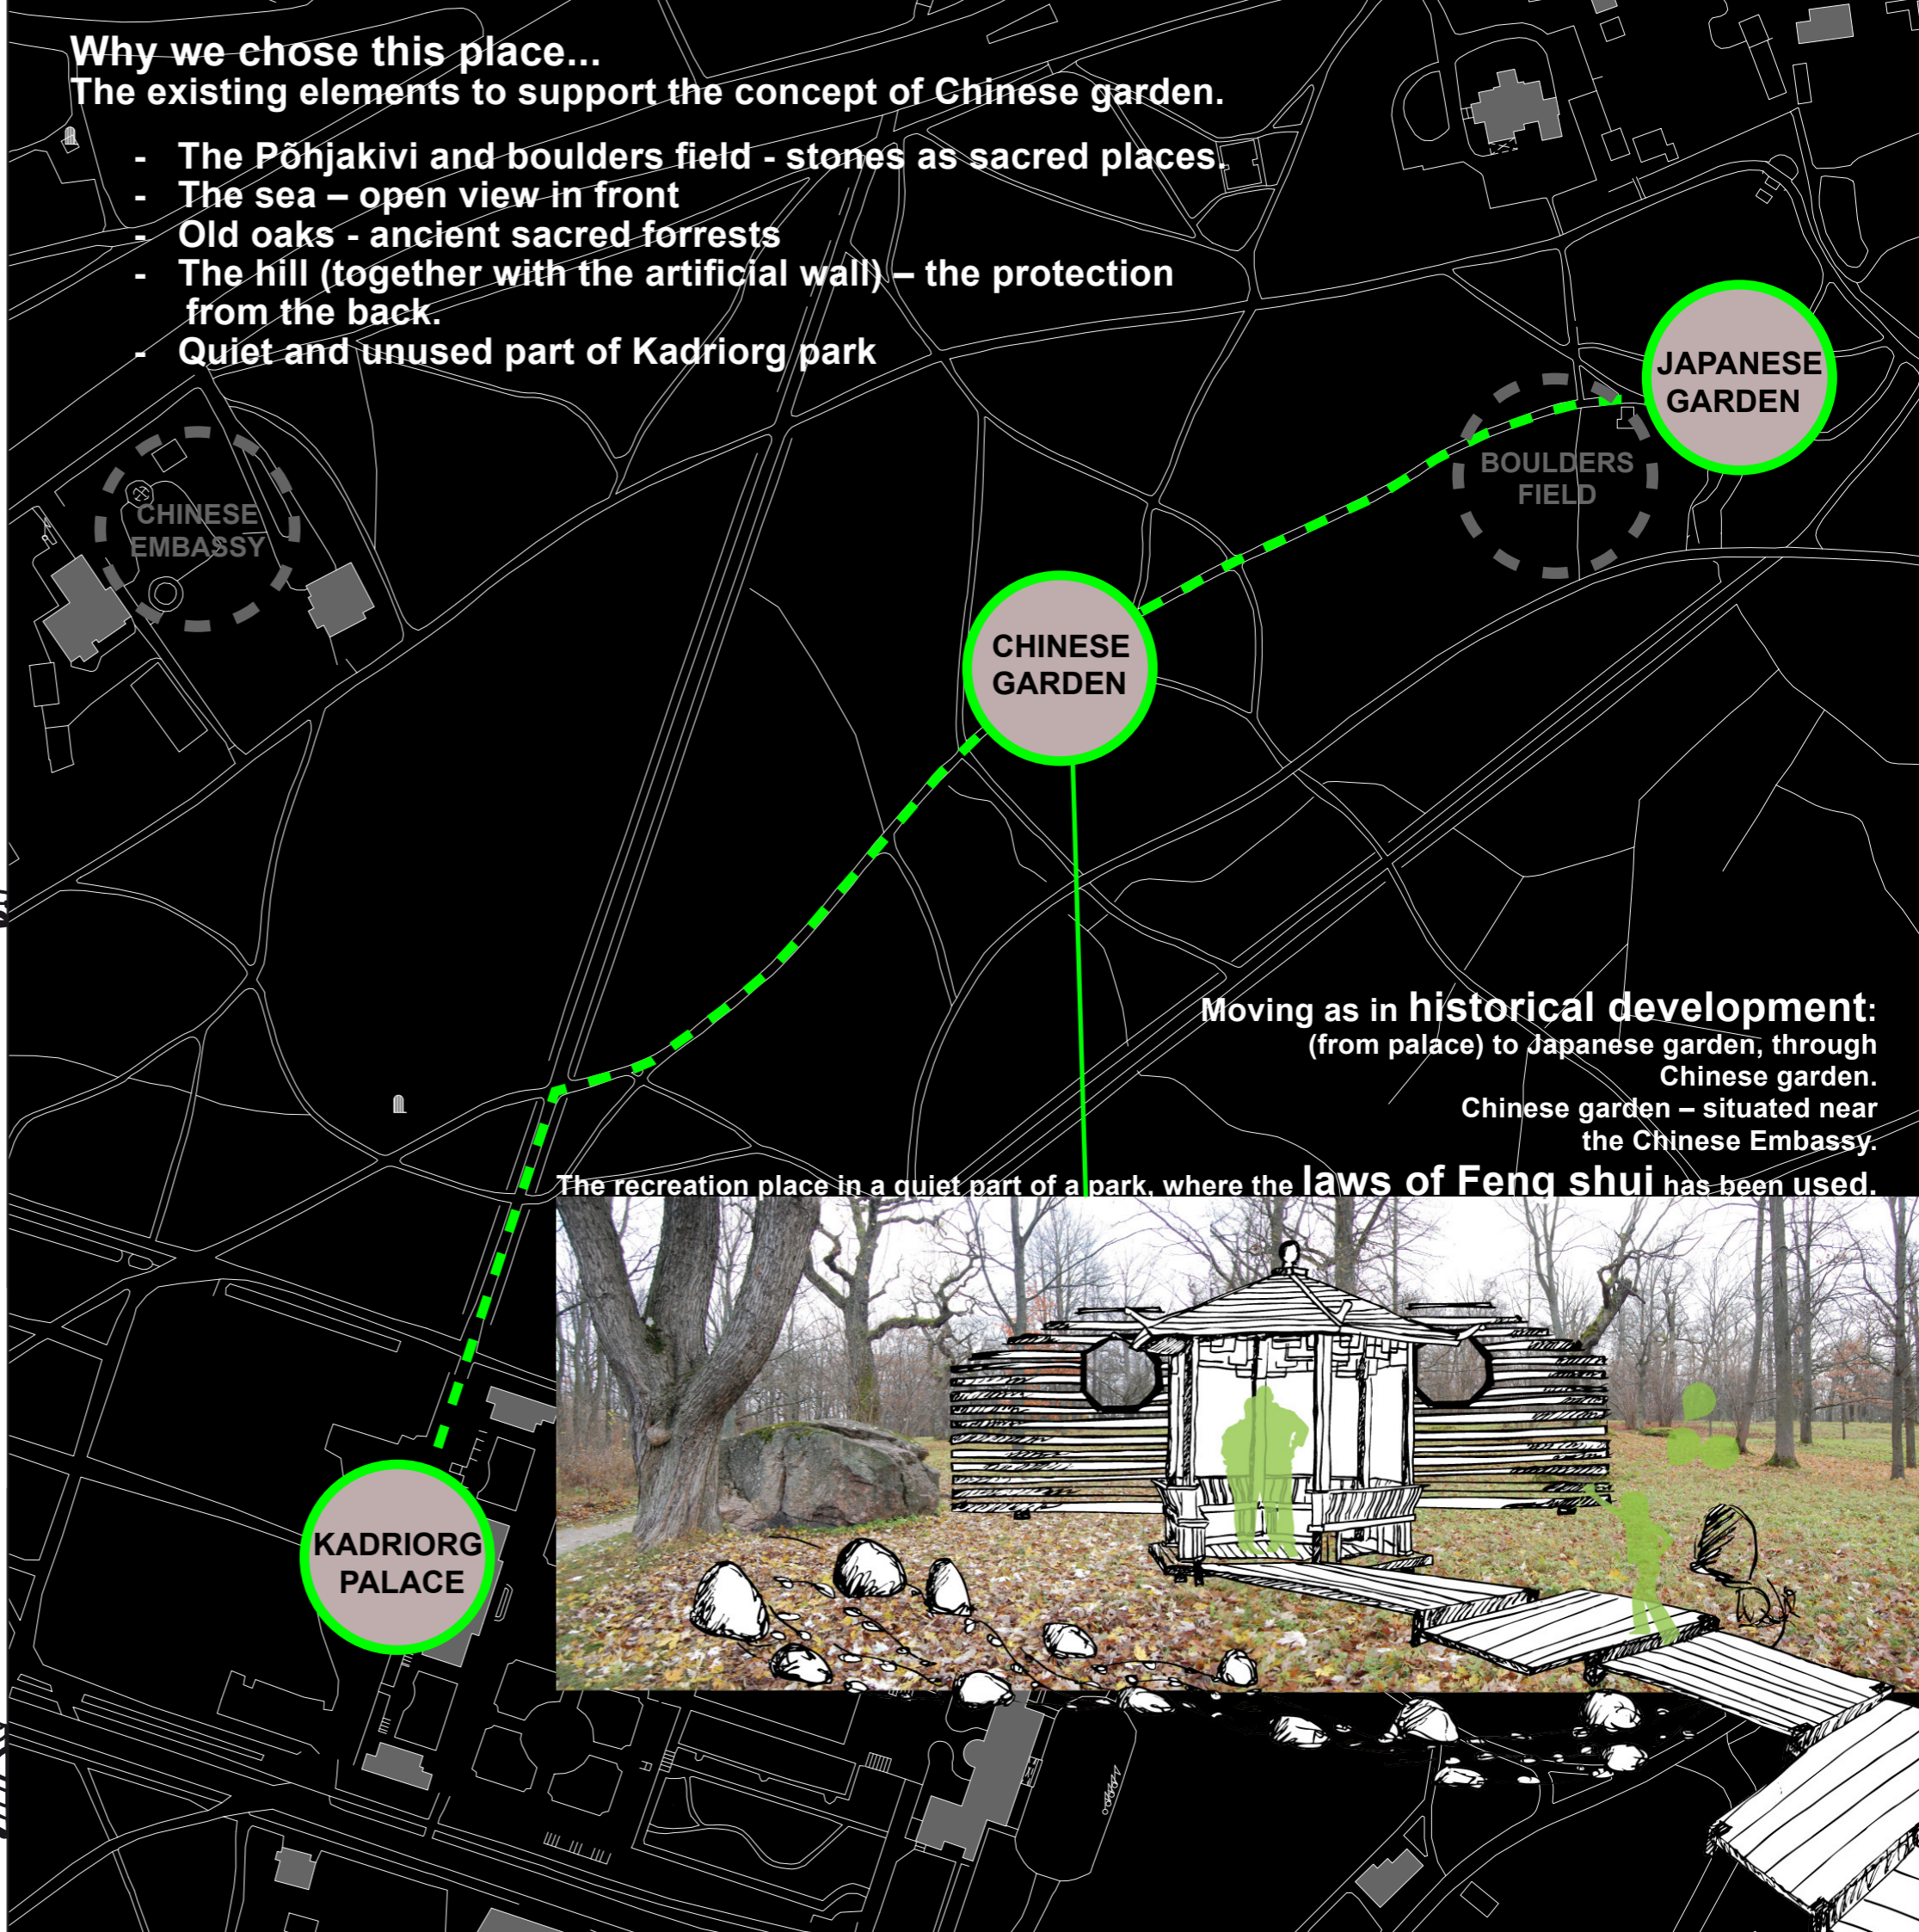 Why we chose this place...
The existing elements to support the concept of Chinese garden.
- The Põhjakivi and boulders field - stones as sacred places.
- The sea – open view in front
- Old oaks - ancient sacred forrests
- The hill (together with the artificial wall) – the protection
from the back.
- Quiet and unused part of Kadriorg park
JAPANESE
GARDEN
BOULDERS
FIELD
CHINESE
EMBASSY
CHINESE
GARDEN
Moving as in historical development:
(from palace) to Japanese garden, through
Chinese garden.
Chinese garden – situated near
the Chinese Embassy.
The recreation place in a quiet part of a park, where the laws of Feng shui has been used.
KADRIORG
PALACE